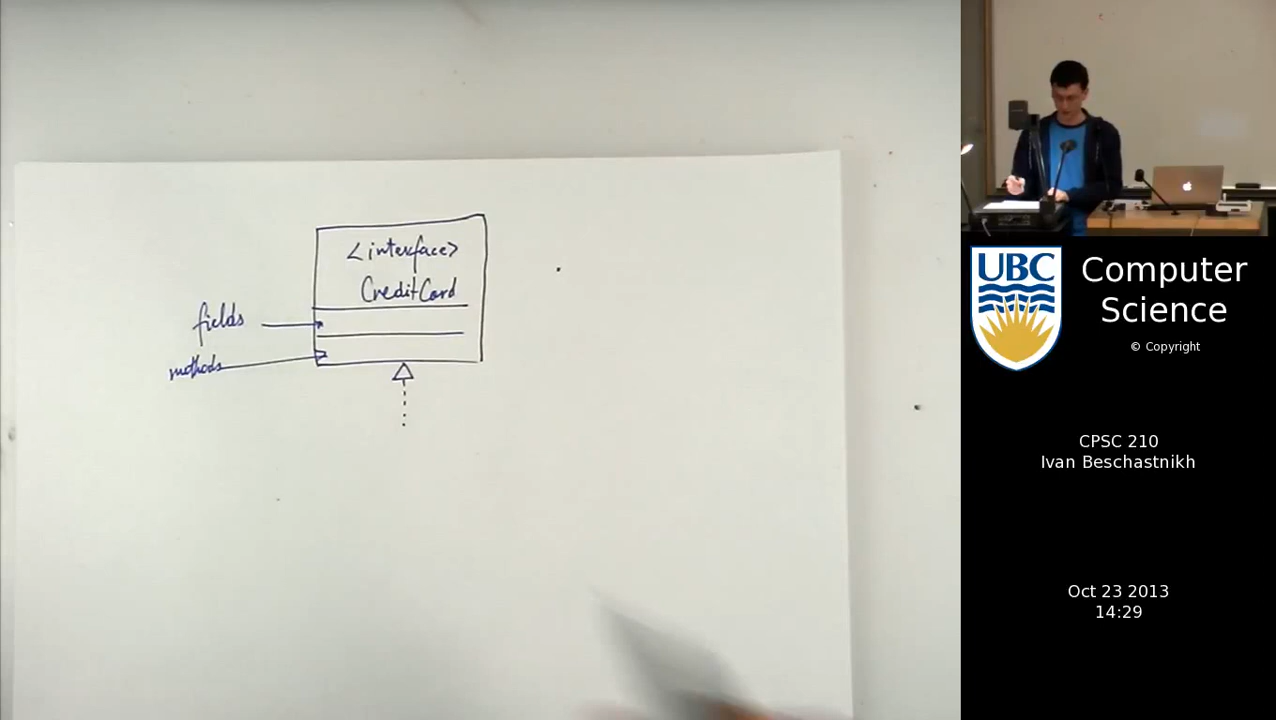 <interface>
CreditCard
fields
methods
UBC
Computer
Science
© Copyright
CPSC 210
Ivan Beschastnikh
Oct 23 2013
14:29